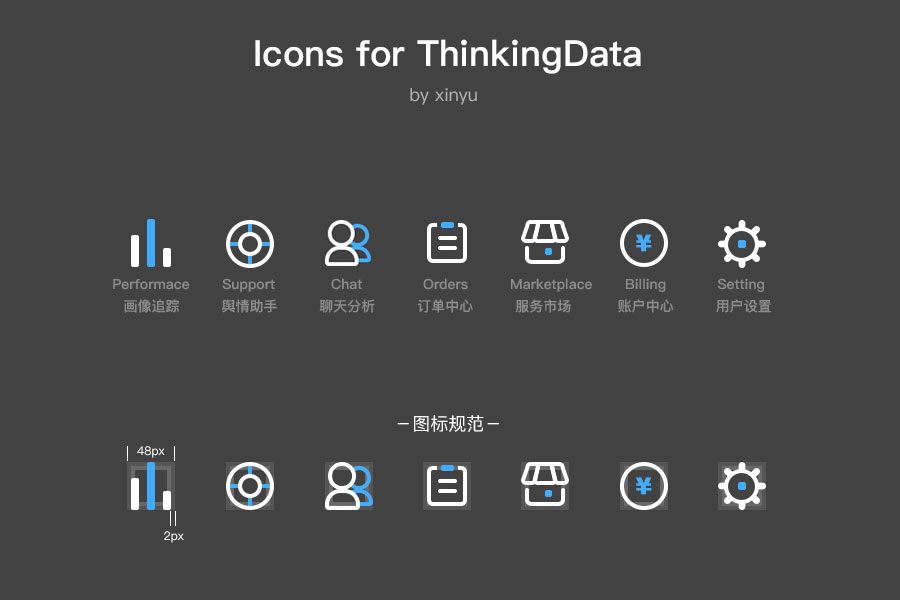 Icons for ThinkingData
by xinyu
Performace
Support
Chat
Orders
Marketplace
Billing
Setting
画像追踪
舆情助手
聊天分析
订单中心
服务市场
账户中心
用户设置
¥
－图标规范－
48px
¥
2px